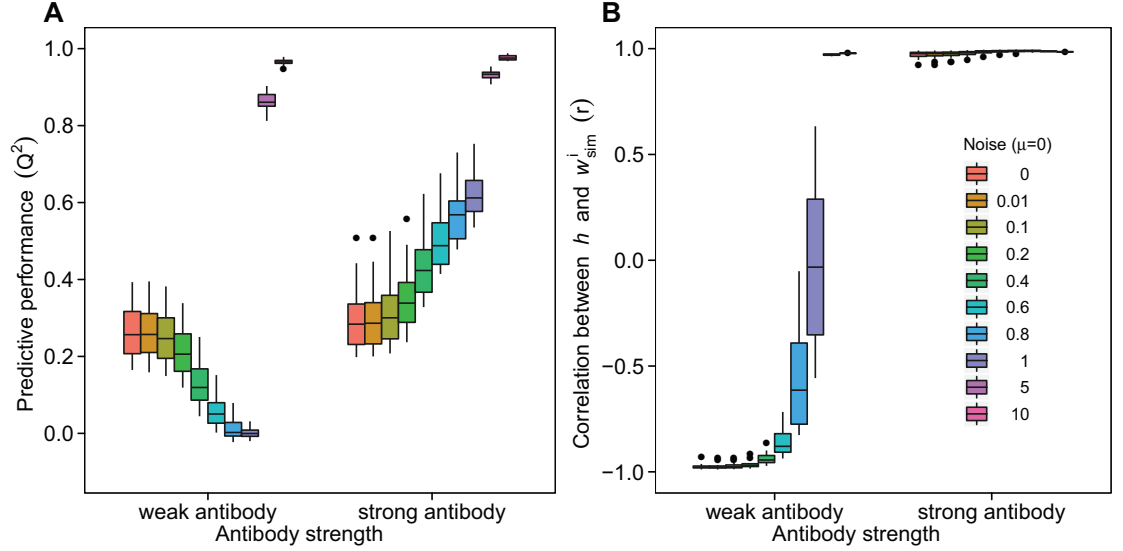 A
Predictive performance (Q²)
1.0
0.8
0.6
0.4
0.2
0.0
weak antibody
strong antibody
Antibody strength
B
Correlation between h and wⁱsim (r)
1.0
0.5
0.0
−0.5
−1.0
weak antibody
strong antibody
Antibody strength
Noise (μ=0)
0
0.01
0.1
0.2
0.4
0.6
0.8
1
5
10